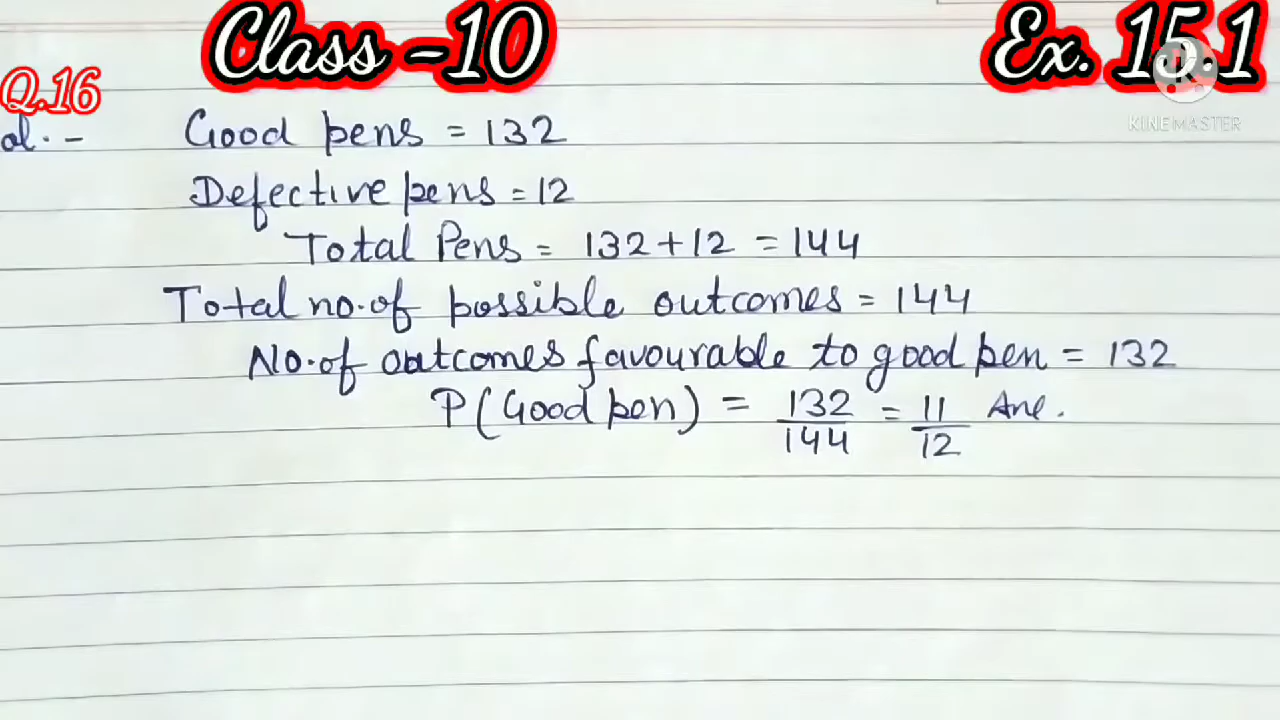 Class -10
Ex. 15.1
Q.16
KINEMASTER
ol. - Good pens = 132
Defective pens = 12
Total Pens = 132 + 12 = 144
Total no. of possible outcomes = 144
No. of outcomes favourable to good pen = 132
P(Good pen) = 132/144 = 11/12 Ans.